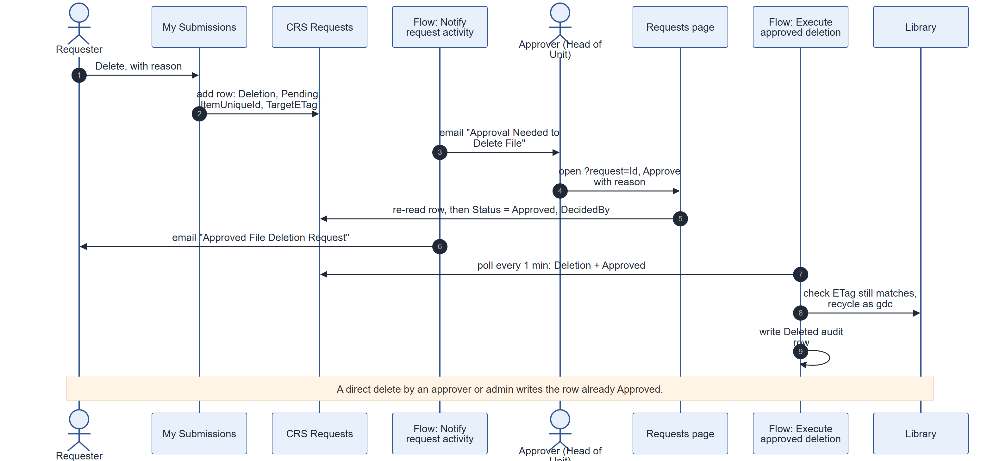 My Submissions
CRS Requests
Flow: Notify
request activity
Requests page
Flow: Execute
approved deletion
Library
Requester
Approver (Head of
Unit)
Delete, with reason
1
add row: Deletion, Pending,
ItemUniqueId, TargetETag
2
email "Approval Needed to
Delete File"
3
open ?request=Id, Approve
with reason
4
re-read row, then Status = Approved, DecidedBy
5
email "Approved File Deletion Request"
6
poll every 1 min: Deletion + Approved
7
check ETag still matches,
recycle as gdc
8
write Deleted audit
row
9
A direct delete by an approver or admin writes the row already Approved.
My Submissions
CRS Requests
Flow: Notify
request activity
Requests page
Flow: Execute
approved deletion
Library
Requester
Approver (Head of
Unit)